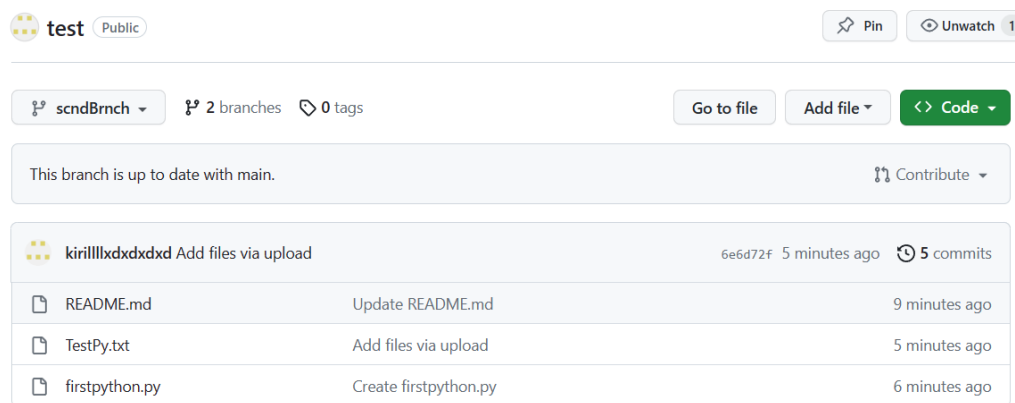 test Public Pin Unwatch 1
scndBrnch 2 branches 0 tags Go to file Add file <> Code
This branch is up to date with main. Contribute
kirillllxdxdxdxd Add files via upload 6e6d72f 5 minutes ago 5 commits
README.md Update README.md 9 minutes ago
TestPy.txt Add files via upload 5 minutes ago
firstpython.py Create firstpython.py 6 minutes ago